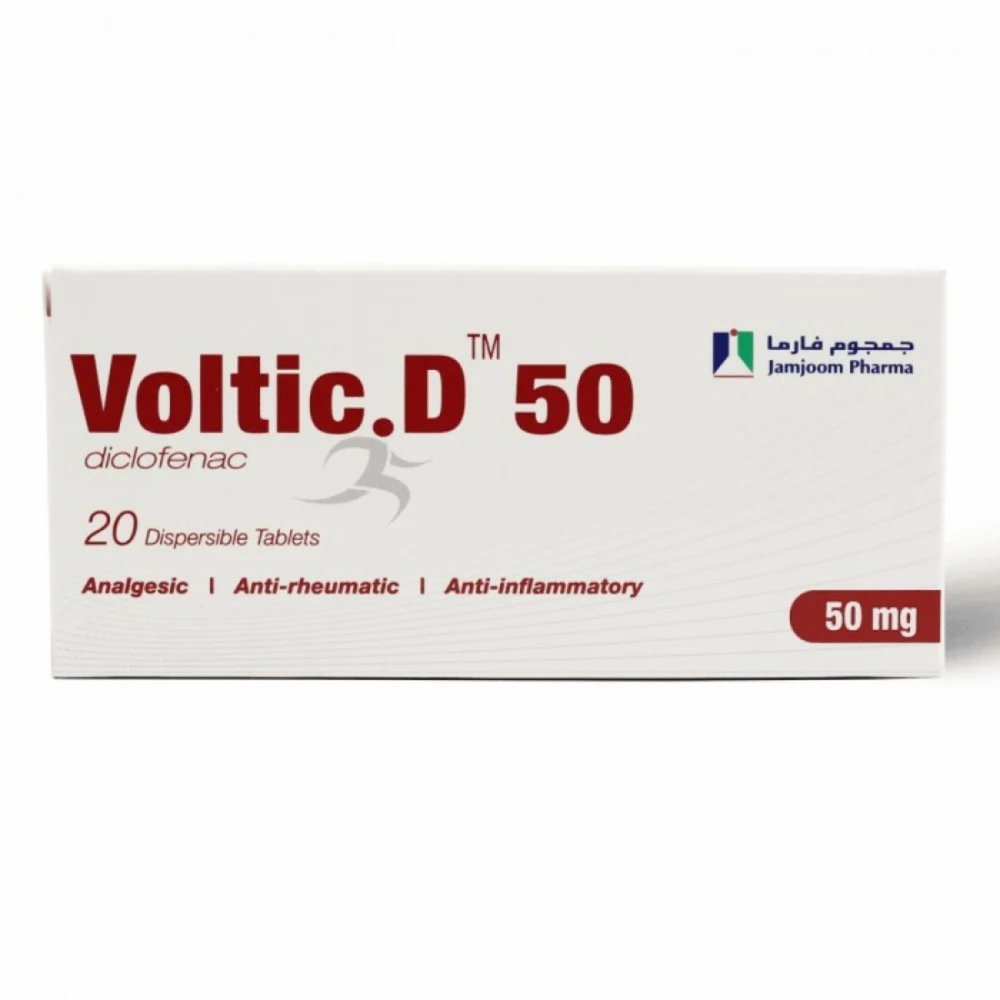 Voltic.D™ 50
diclofenac
جمجوم فارما
Jamjoom Pharma
20 Dispersible Tablets
Analgesic | Anti-rheumatic | Anti-inflammatory
50 mg